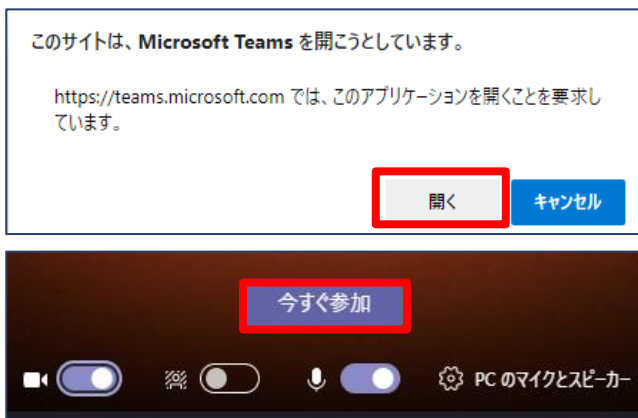 このサイトは、Microsoft Teams を開こうとしています。
https://teams.microsoft.com では、このアプリケーションを開くことを要求し
ています。
開く キャンセル
今すぐ参加
PC のマイクとスピーカー